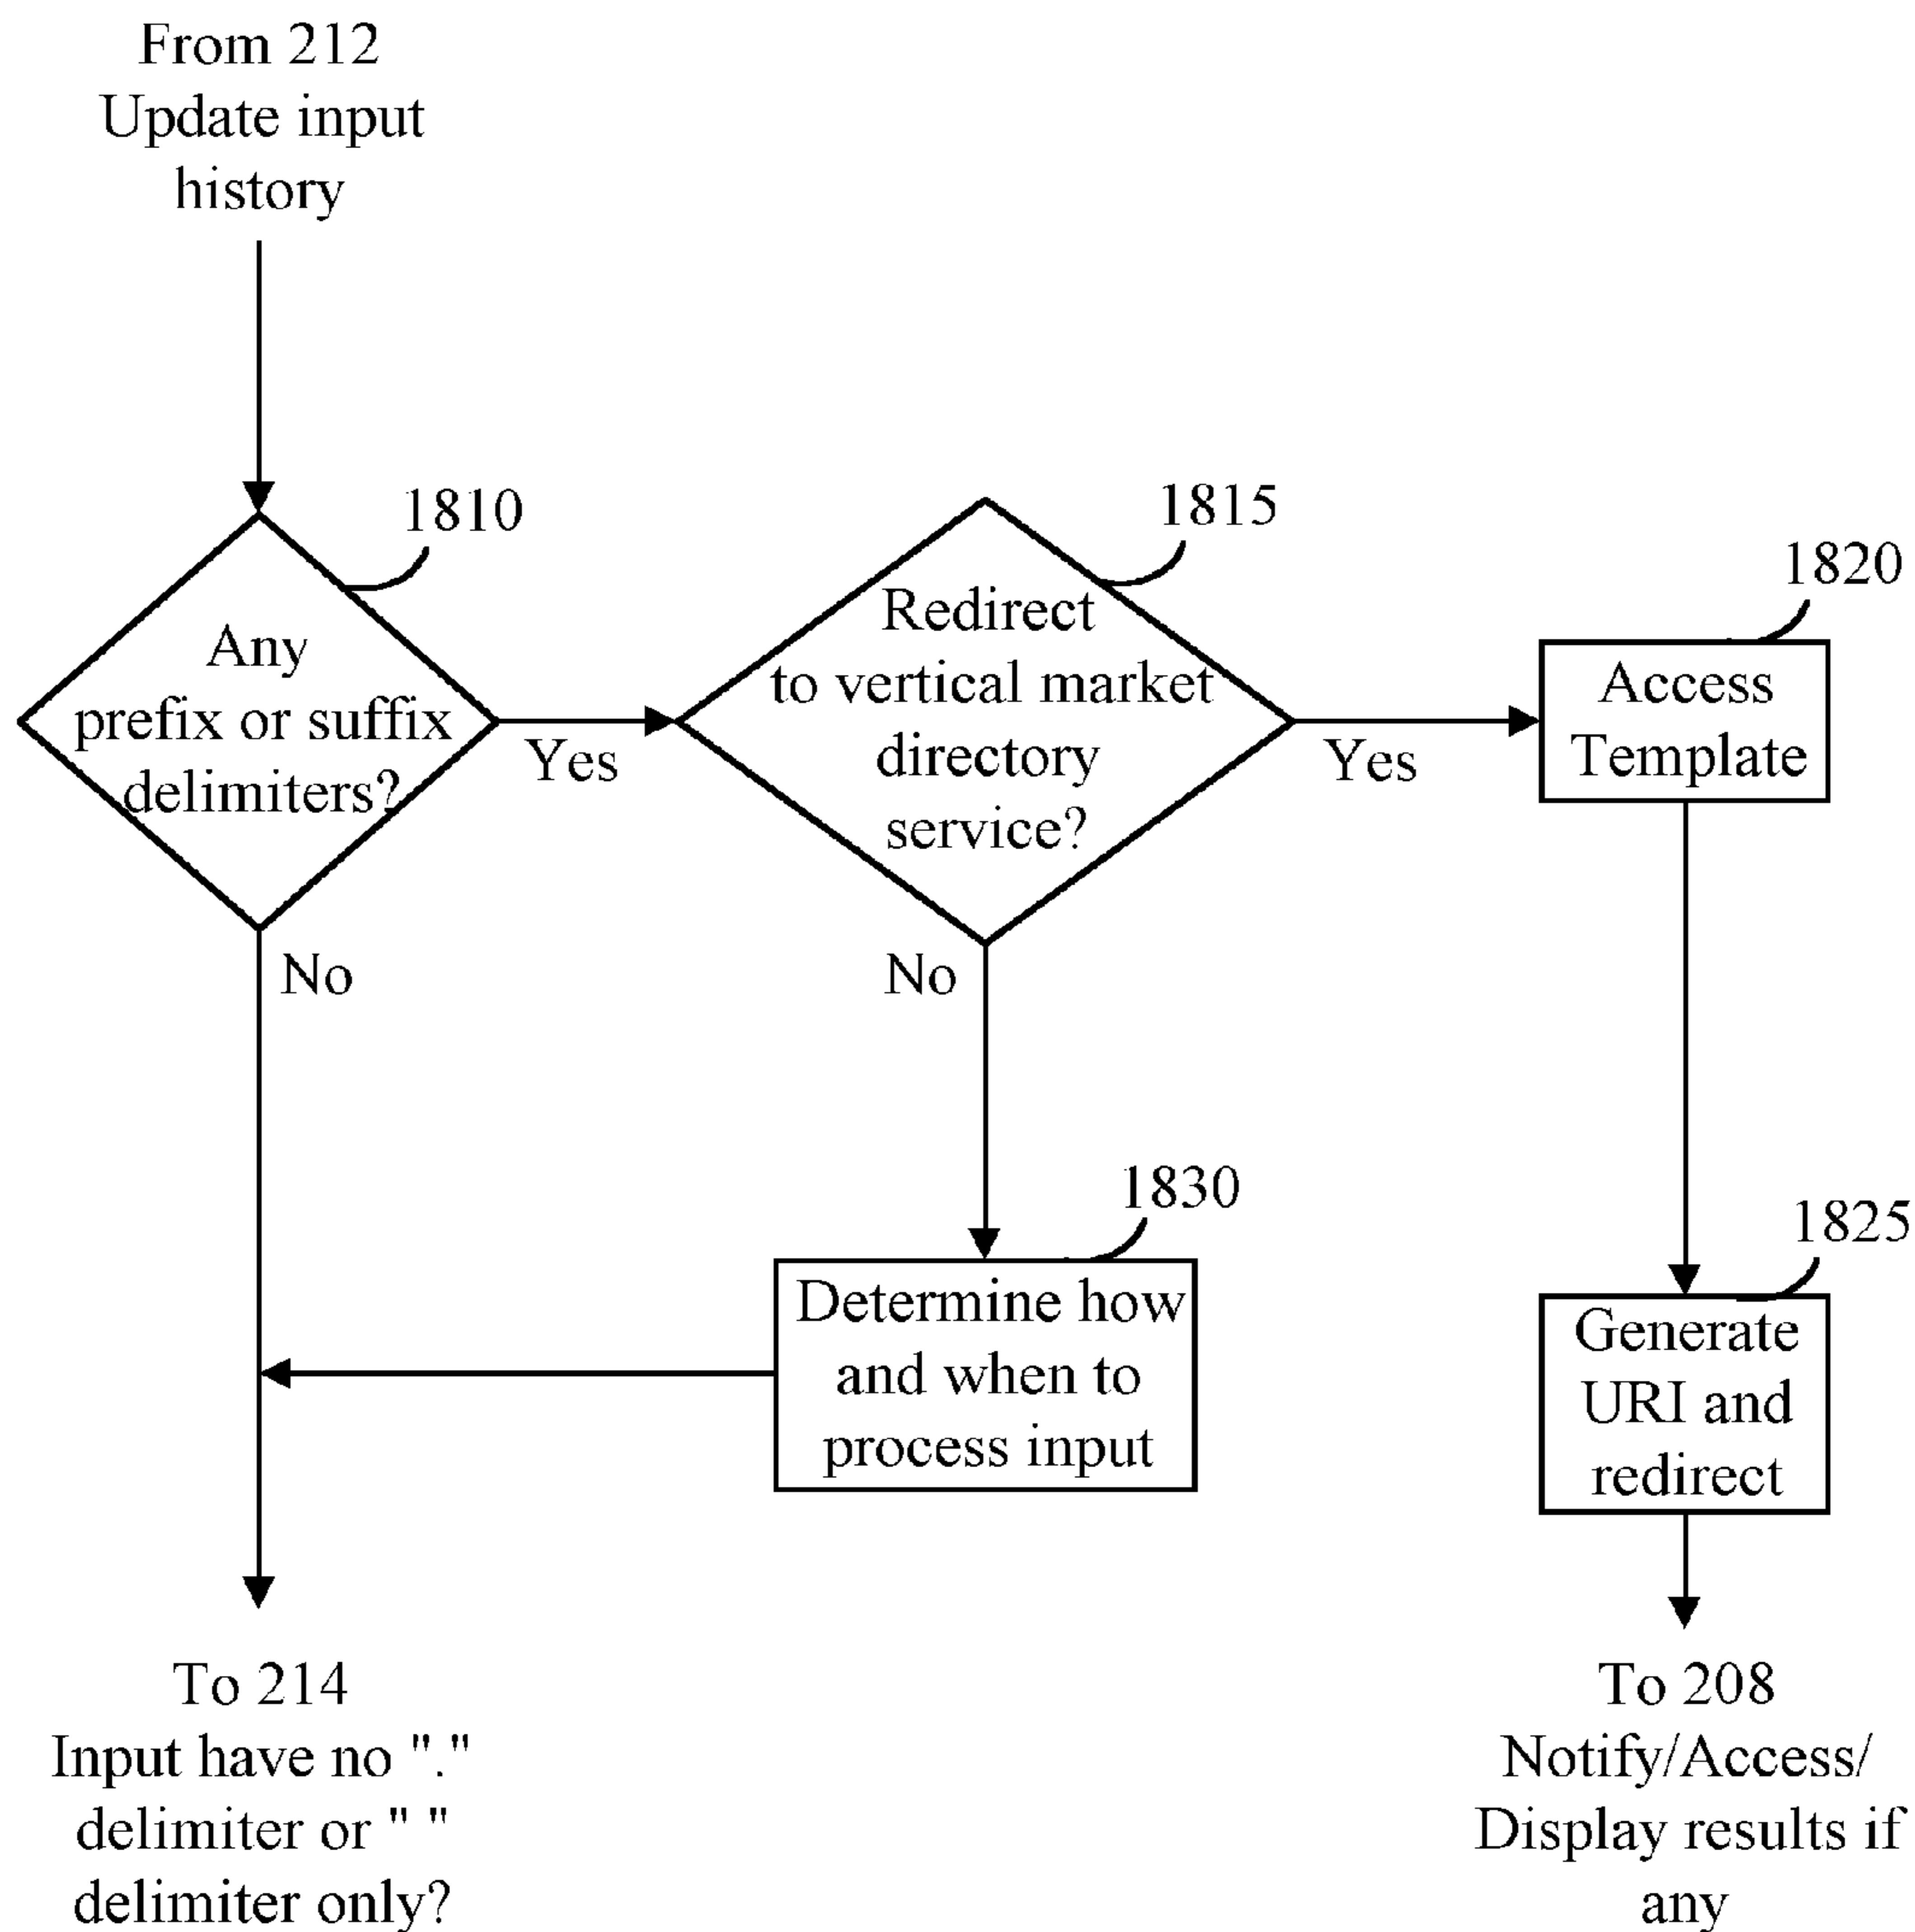 From 212
Update input
history
1810
Any
prefix or suffix
delimiters?
Yes
No
1815
Redirect
to vertical market
directory
service?
Yes
No
1820
Access
Template
1830
Determine how
and when to
process input
1825
Generate
URI and
redirect
To 214
Input have no "."
delimiter or " "
delimiter only?
To 208
Notify/Access/
Display results if
any